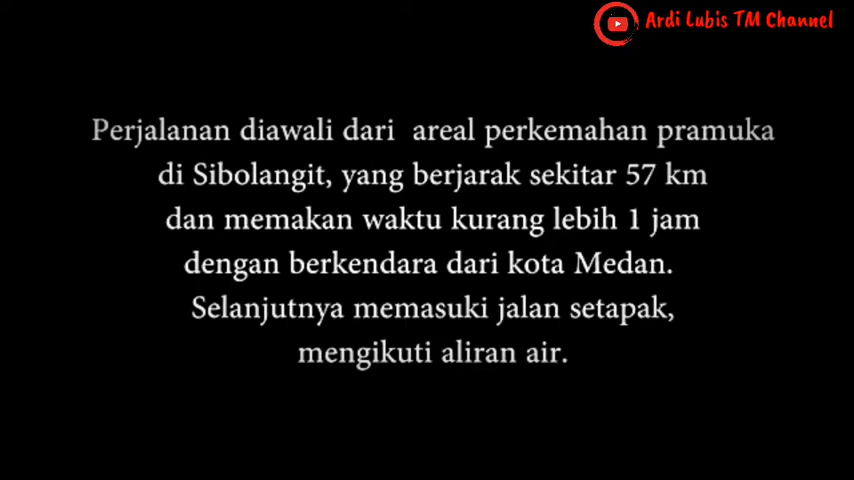 Ardi Lubis TM Channel
Perjalanan diawali dari areal perkemahan pramuka
di Sibolangit, yang berjarak sekitar 57 km
dan memakan waktu kurang lebih 1 jam
dengan berkendara dari kota Medan.
Selanjutnya memasuki jalan setapak,
mengikuti aliran air.